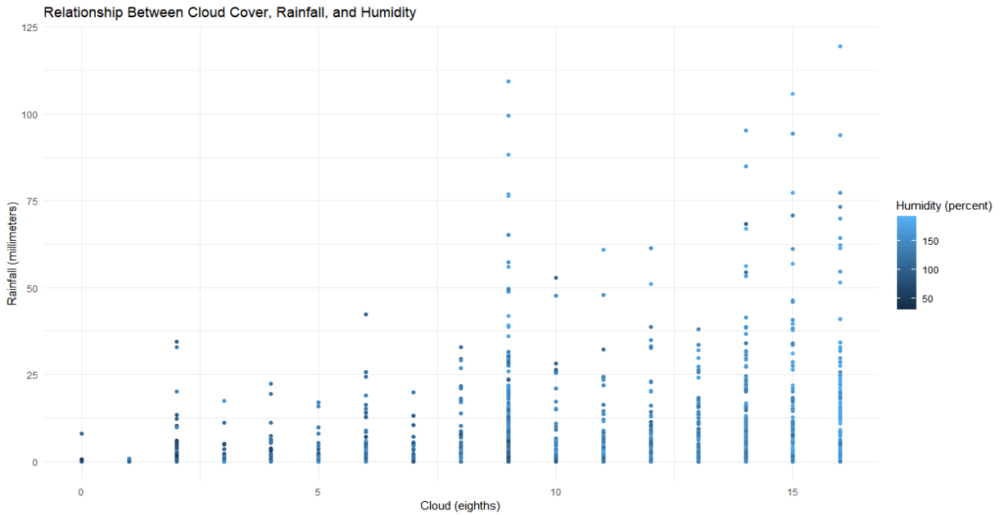 Relationship Between Cloud Cover, Rainfall, and Humidity
125
100
75
50
25
0
Rainfall (millimeters)
0 5 10 15
Cloud (eighths)
Humidity (percent)
150
100
50